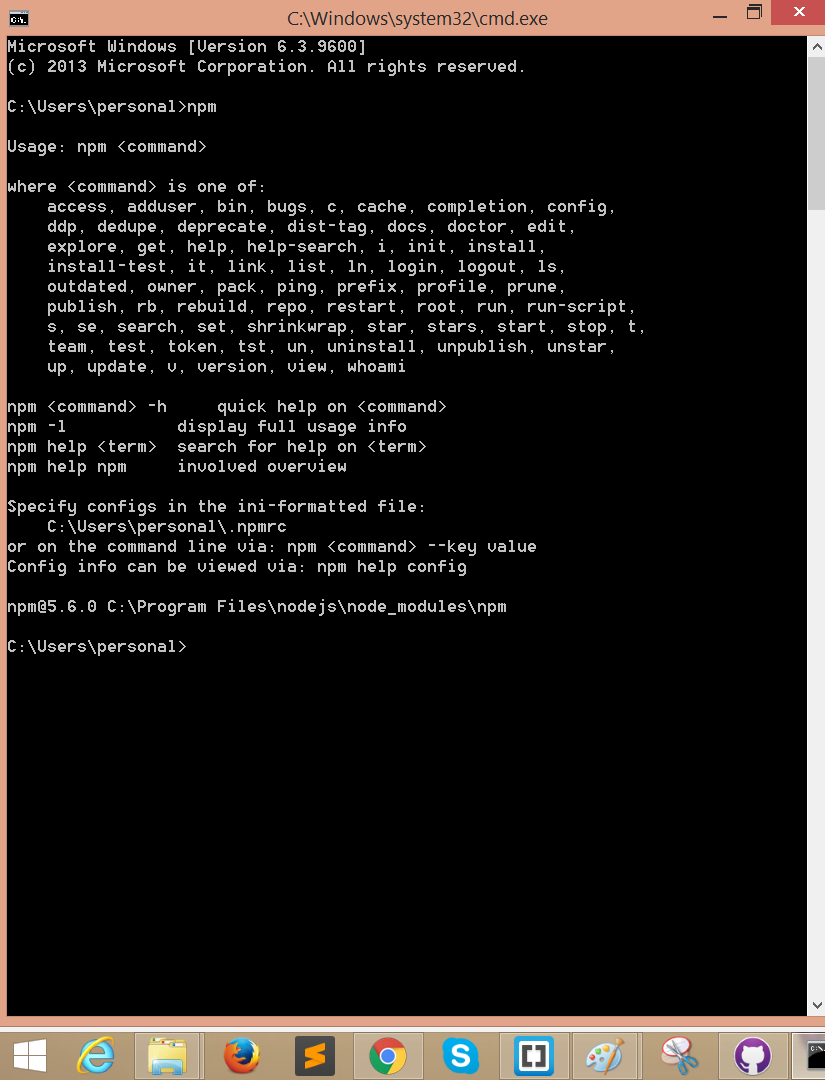 C:\Windows\system32\cmd.exe
Microsoft Windows [Version 6.3.9600]
(c) 2013 Microsoft Corporation. All rights reserved.
C:\Users\personal>npm
Usage: npm <command>
where <command> is one of:
access, adduser, bin, bugs, c, cache, completion, config,
ddp, dedupe, deprecate, dist-tag, docs, doctor, edit,
explore, get, help, help-search, i, init, install,
install-test, it, link, list, ln, login, logout, ls,
outdated, owner, pack, ping, prefix, profile, prune,
publish, rb, rebuild, repo, restart, root, run, run-script,
s, se, search, set, shrinkwrap, star, stars, start, stop, t,
team, test, token, tst, un, uninstall, unpublish, unstar,
up, update, v, version, view, whoami
npm <command> -h     quick help on <command>
npm -l           display full usage info
npm help <term>  search for help on <term>
npm help npm     involved overview
Specify configs in the ini-formatted file:
C:\Users\personal\.npmrc
or on the command line via: npm <command> --key value
Config info can be viewed via: npm help config
npm@5.6.0 C:\Program Files\nodejs\node_modules\npm
C:\Users\personal>